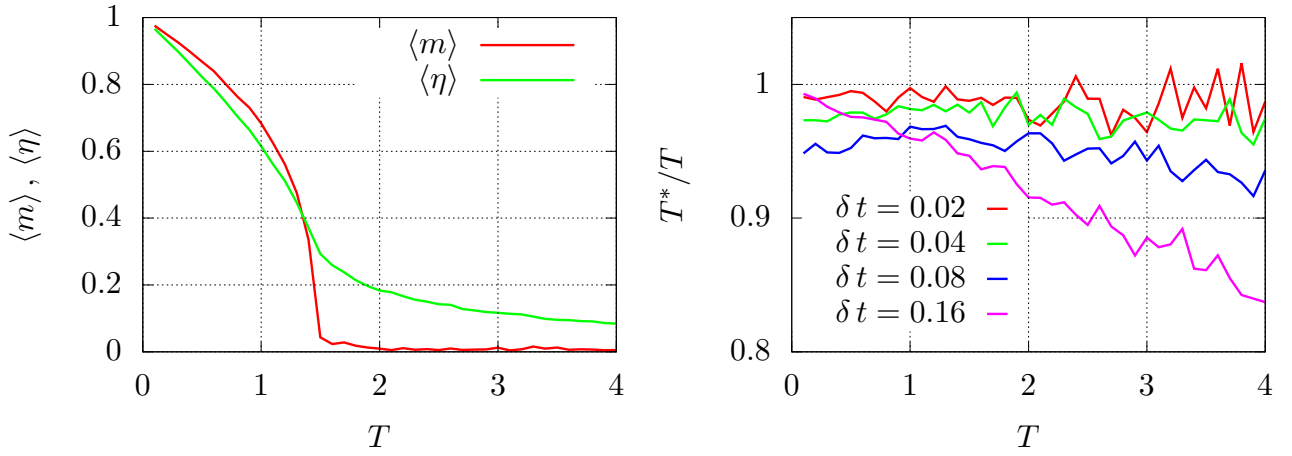 ⟨m⟩ , ⟨η⟩
1
0.8
0.6
0.4
0.2
0
0 1 2 3 4
T
⟨m⟩
⟨η⟩
T*/T
1
0.9
0.8
0 1 2 3 4
T
δ t = 0.02
δ t = 0.04
δ t = 0.08
δ t = 0.16